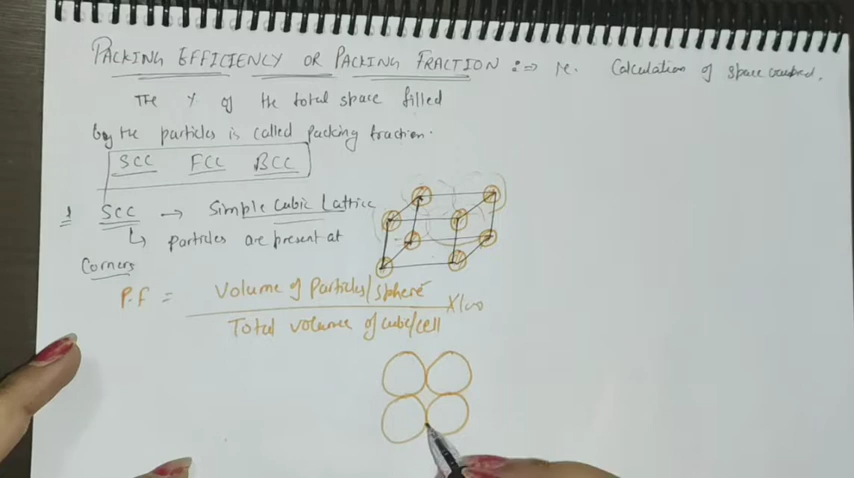 PACKING EFFICIENCY OR PACKING FRACTION :⇒ Calculation of space
The % of the total space filled
by the particles is called packing fraction.
SCC FCC BCC
1 SCC → Simple Cubic Lattice
↳ particles are present at
Corners
P.F = Volume of Particles/sphere
Total volume of cube/cell
X100